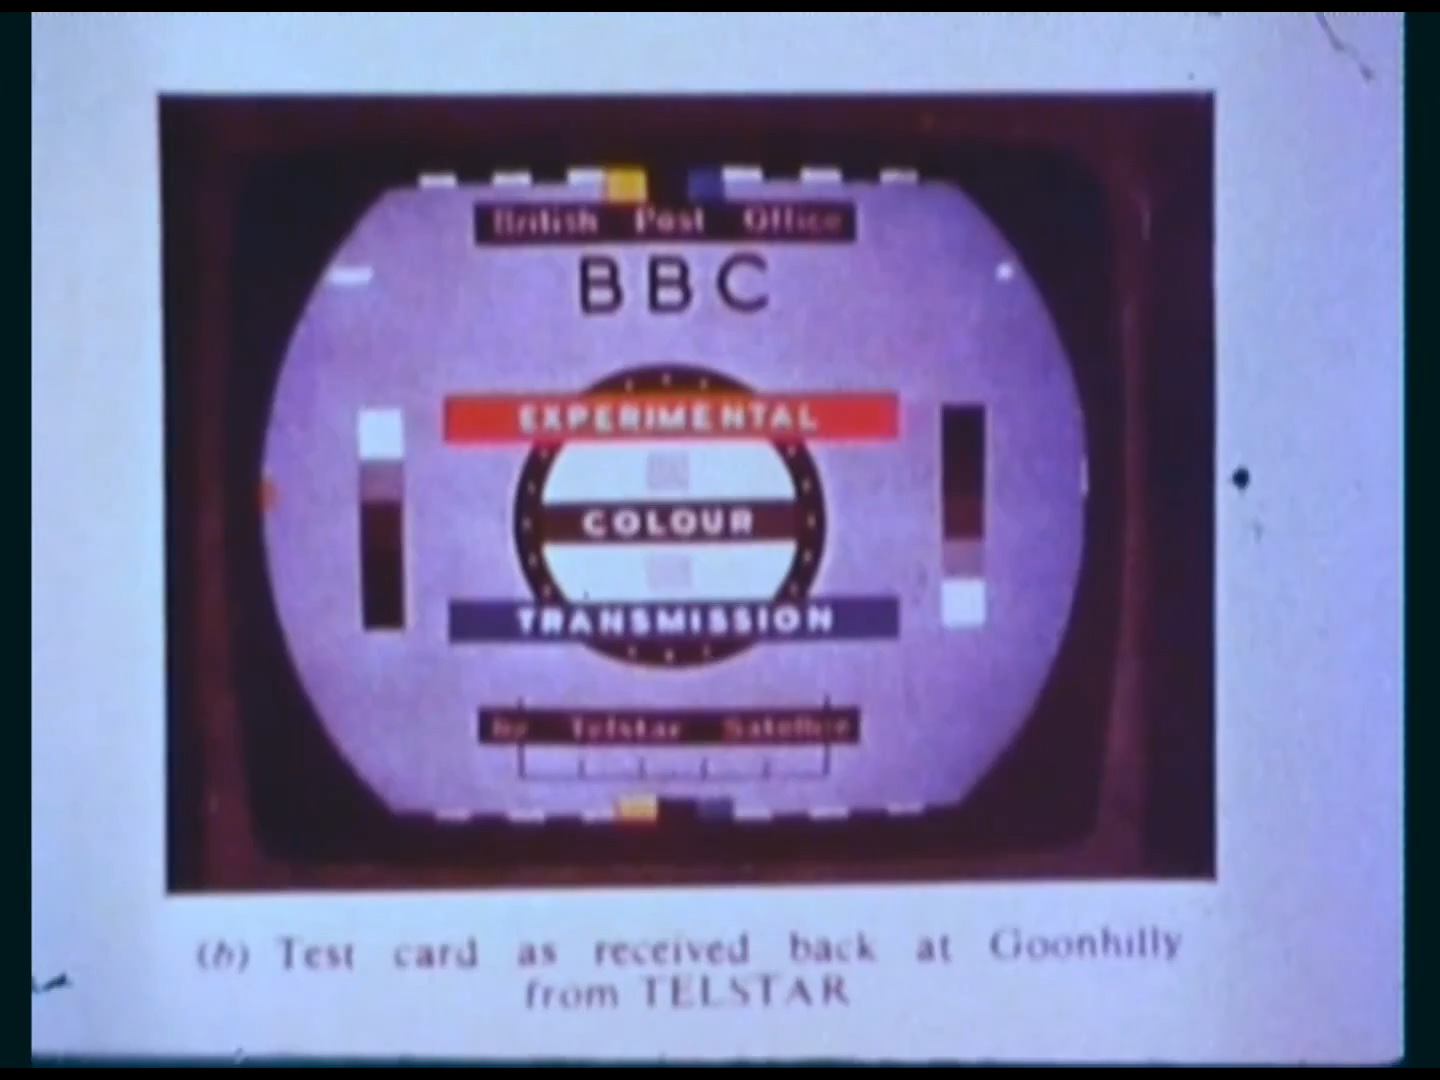 British Post Office
BBC
EXPERIMENTAL
COLOUR
TRANSMISSION
by Telstar Satellite
(b) Test card as received back at Goonhilly
from TELSTAR